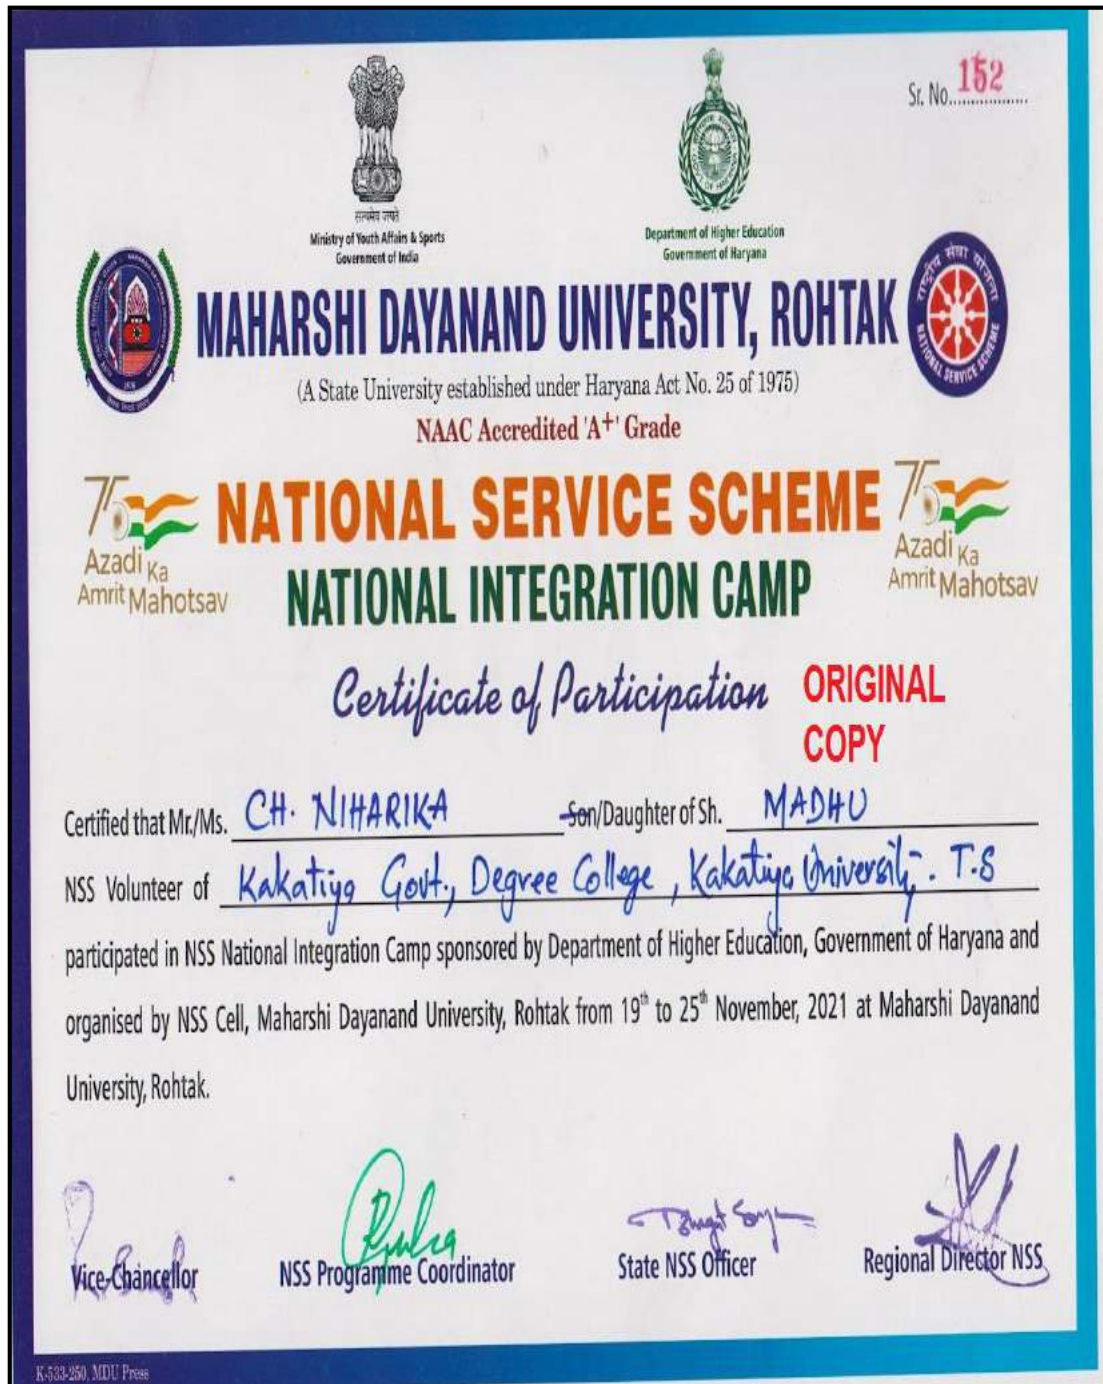 Sr. No. 152
सत्यमेव जयते
Ministry of Youth Affairs & Sports
Government of India
Department of Higher Education
Government of Haryana
MAHARSHI DAYANAND UNIVERSITY, ROHTAK
राष्ट्रीय सेवा योजना
NATIONAL SERVICE SCHEME
(A State University established under Haryana Act No. 25 of 1975)
NAAC Accredited 'A+' Grade
75
Azadi Ka
Amrit Mahotsav
NATIONAL SERVICE SCHEME
NATIONAL INTEGRATION CAMP
75
Azadi Ka
Amrit Mahotsav
Certificate of Participation
ORIGINAL
COPY
Certified that Mr./Ms. CH. NIHARIKA Son/Daughter of Sh. MADHU
NSS Volunteer of Kakatiya Govt., Degree College, Kakatiya University. T.S
participated in NSS National Integration Camp sponsored by Department of Higher Education, Government of Haryana and
organised by NSS Cell, Maharshi Dayanand University, Rohtak from 19th to 25th November, 2021 at Maharshi Dayanand
University, Rohtak.
Vice-Chancellor
NSS Programme Coordinator
State NSS Officer
Regional Director NSS
K-533-250, MDU Press